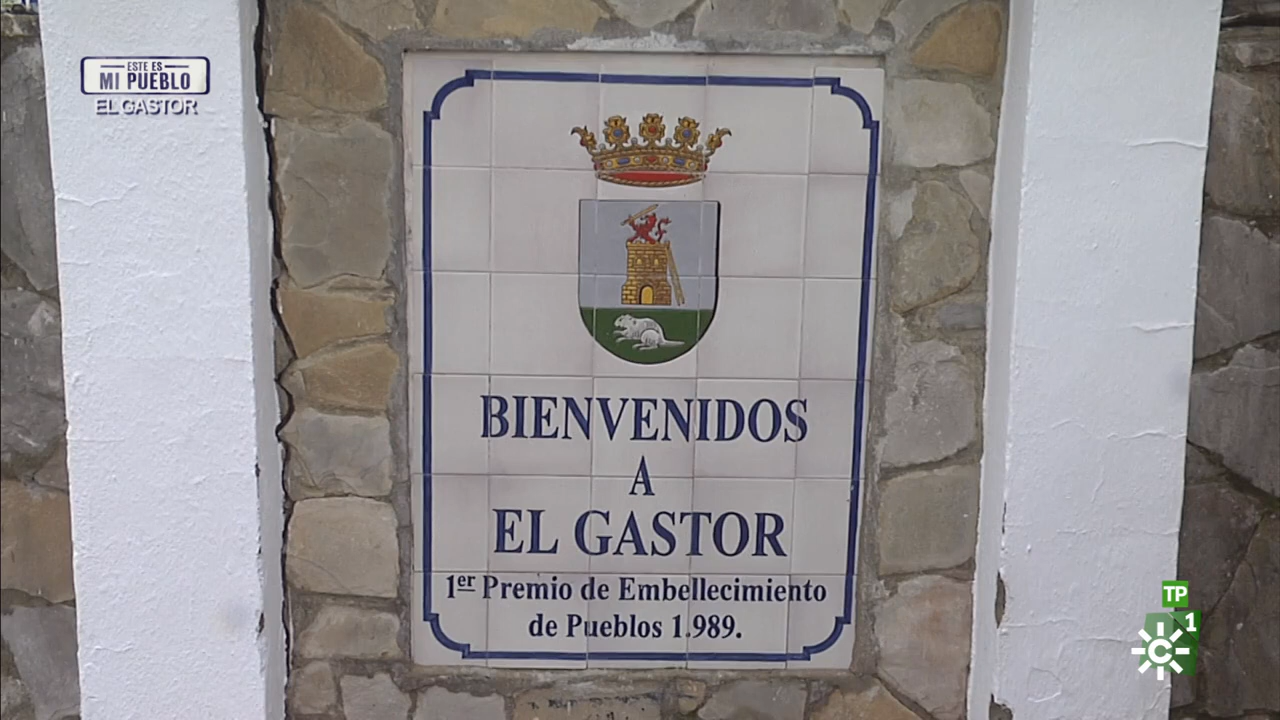 ESTE ES
MI PUEBLO
EL GASTOR
BIENVENIDOS
A
EL GASTOR
1er Premio de Embellecimiento
de Pueblos 1.989.
TP
1